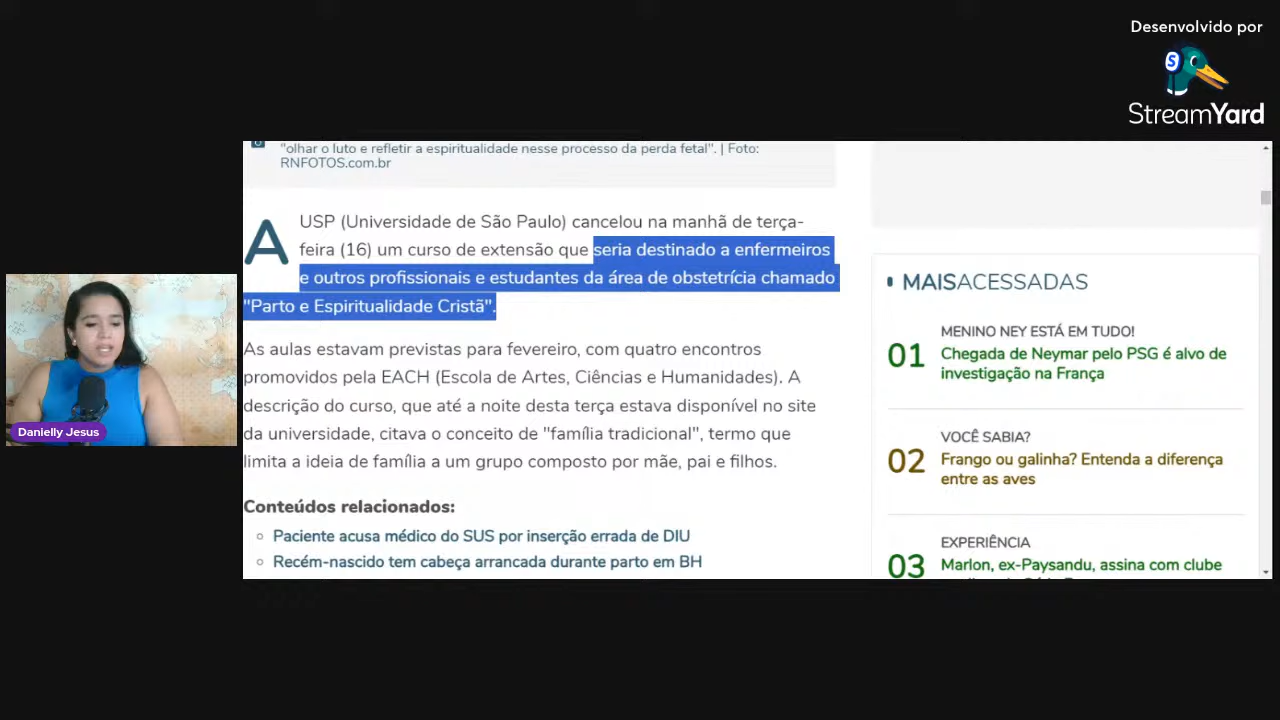 Desenvolvido por
StreamYard
"olhar o luto e refletir a espiritualidade nesse processo da perda fetal". | Foto:
RNFOTOS.com.br
A USP (Universidade de São Paulo) cancelou na manhã de terça-
feira (16) um curso de extensão que seria destinado a enfermeiros
e outros profissionais e estudantes da área de obstetrícia chamado
"Parto e Espiritualidade Cristã".
As aulas estavam previstas para fevereiro, com quatro encontros
promovidos pela EACH (Escola de Artes, Ciências e Humanidades). A
descrição do curso, que até a noite desta terça estava disponível no site
da universidade, citava o conceito de "família tradicional", termo que
limita a ideia de família a um grupo composto por mãe, pai e filhos.
Conteúdos relacionados:
Paciente acusa médico do SUS por inserção errada de DIU
Recém-nascido tem cabeça arrancada durante parto em BH
MAISACESSADAS
01
MENINO NEY ESTÁ EM TUDO!
Chegada de Neymar pelo PSG é alvo de
investigação na França
02
VOCÊ SABIA?
Frango ou galinha? Entenda a diferença
entre as aves
03
EXPERIÊNCIA
Marlon, ex-Paysandu, assina com clube
Danielly Jesus